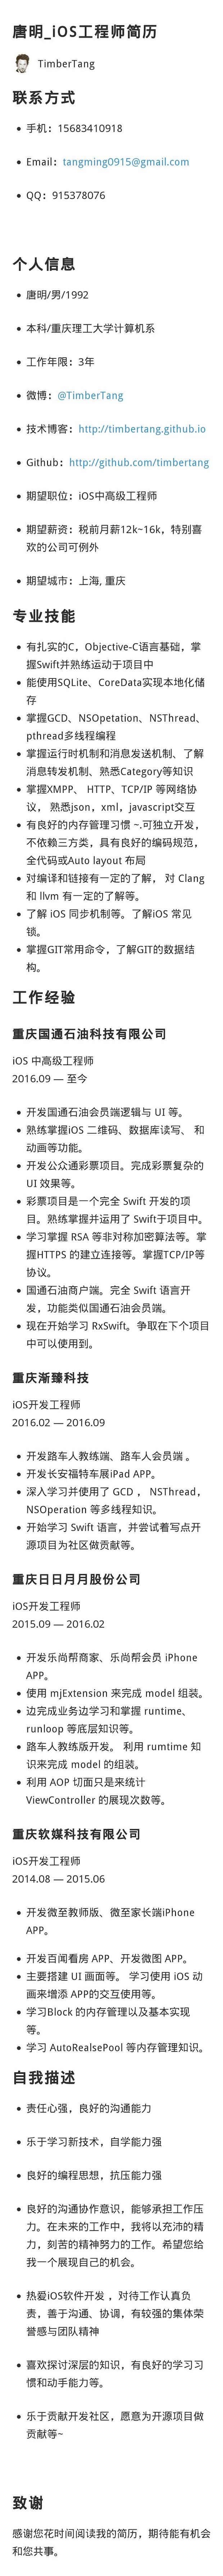 唐明_iOS工程师简历
TimberTang
联系方式
手机：15683410918
Email：tangming0915@gmail.com
QQ：915378076
个人信息
唐明/男/1992
本科/重庆理工大学计算机系
工作年限：3年
微博：@TimberTang
技术博客：http://timbertang.github.io
Github：http://github.com/timbertang
期望职位：iOS中高级工程师
期望薪资：税前月薪12k~16k，特别喜
欢的公司可例外
期望城市：上海, 重庆
专业技能
有扎实的C，Objective-C语言基础，掌
握Swift并熟练运动于项目中
能使用SQLite、CoreData实现本地化储
存
掌握GCD、NSOpetation、NSThread、
pthread多线程编程
掌握运行时机制和消息发送机制、了解
消息转发机制、熟悉Category等知识
掌握XMPP、 HTTP、TCP/IP 等网络协
议， 熟悉json，xml，javascript交互
有良好的内存管理习惯 ~.可独立开发，
不依赖三方类，具有良好的编码规范，
全代码或Auto layout 布局
对编译和链接有一定的了解， 对 Clang
和 llvm 有一定的了解等。
了解 iOS 同步机制等。了解iOS 常见
锁。
掌握GIT常用命令，了解GIT的数据结
构。
工作经验
重庆国通石油科技有限公司
iOS 中高级工程师
2016.09 — 至今
开发国通石油会员端逻辑与 UI 等。
熟练掌握iOS 二维码、数据库读写、 和
动画等功能。
开发公众通彩票项目。完成彩票复杂的
UI 效果等。
彩票项目是一个完全 Swift 开发的项
目。熟练掌握并运用了 Swift于项目中。
学习掌握 RSA 等非对称加密算法等。掌
握HTTPS 的建立连接等。掌握TCP/IP等
协议。
国通石油商户端。完全 Swift 语言开
发，功能类似国通石油会员端。
现在开始学习 RxSwift。争取在下个项目
中可以使用到。
重庆渐臻科技
iOS开发工程师
2016.02 — 2016.09
开发路车人教练端、路车人会员端 。
开发长安福特车展iPad APP。
深入学习并使用了 GCD ， NSThread，
NSOperation 等多线程知识。
开始学习 Swift 语言，并尝试着写点开
源项目为社区做贡献等。
重庆日日月月股份公司
iOS开发工程师
2015.09 — 2016.02
开发乐尚帮商家、乐尚帮会员 iPhone
APP。
使用 mjExtension 来完成 model 组装。
边完成业务边学习和掌握 runtime、
runloop 等底层知识等。
路车人教练版开发。 利用 rumtime 知
识来完成 model 的组装。
利用 AOP 切面只是来统计
ViewController 的展现次数等。
重庆软媒科技有限公司
iOS开发工程师
2014.08 — 2015.06
开发微至教师版、微至家长端iPhone
APP。
开发百闻看房 APP、开发微图 APP。
主要搭建 UI 画面等。 学习使用 iOS 动
画来增添 APP的交互使用等。
学习Block 的内存管理以及基本实现
等。
学习 AutoRealsePool 等内存管理知识。
自我描述
责任心强，良好的沟通能力
乐于学习新技术，自学能力强
良好的编程思想，抗压能力强
良好的沟通协作意识，能够承担工作压
力。在未来的工作中，我将以充沛的精
力，刻苦的精神努力的工作。希望您给
我一个展现自己的机会。
热爱iOS软件开发 ，对待工作认真负
责，善于沟通、协调，有较强的集体荣
誉感与团队精神
喜欢探讨深层的知识，有良好的学习习
惯和动手能力等。
乐于贡献开发社区，愿意为开源项目做
贡献等~
致谢
感谢您花时间阅读我的简历，期待能有机会
和您共事。